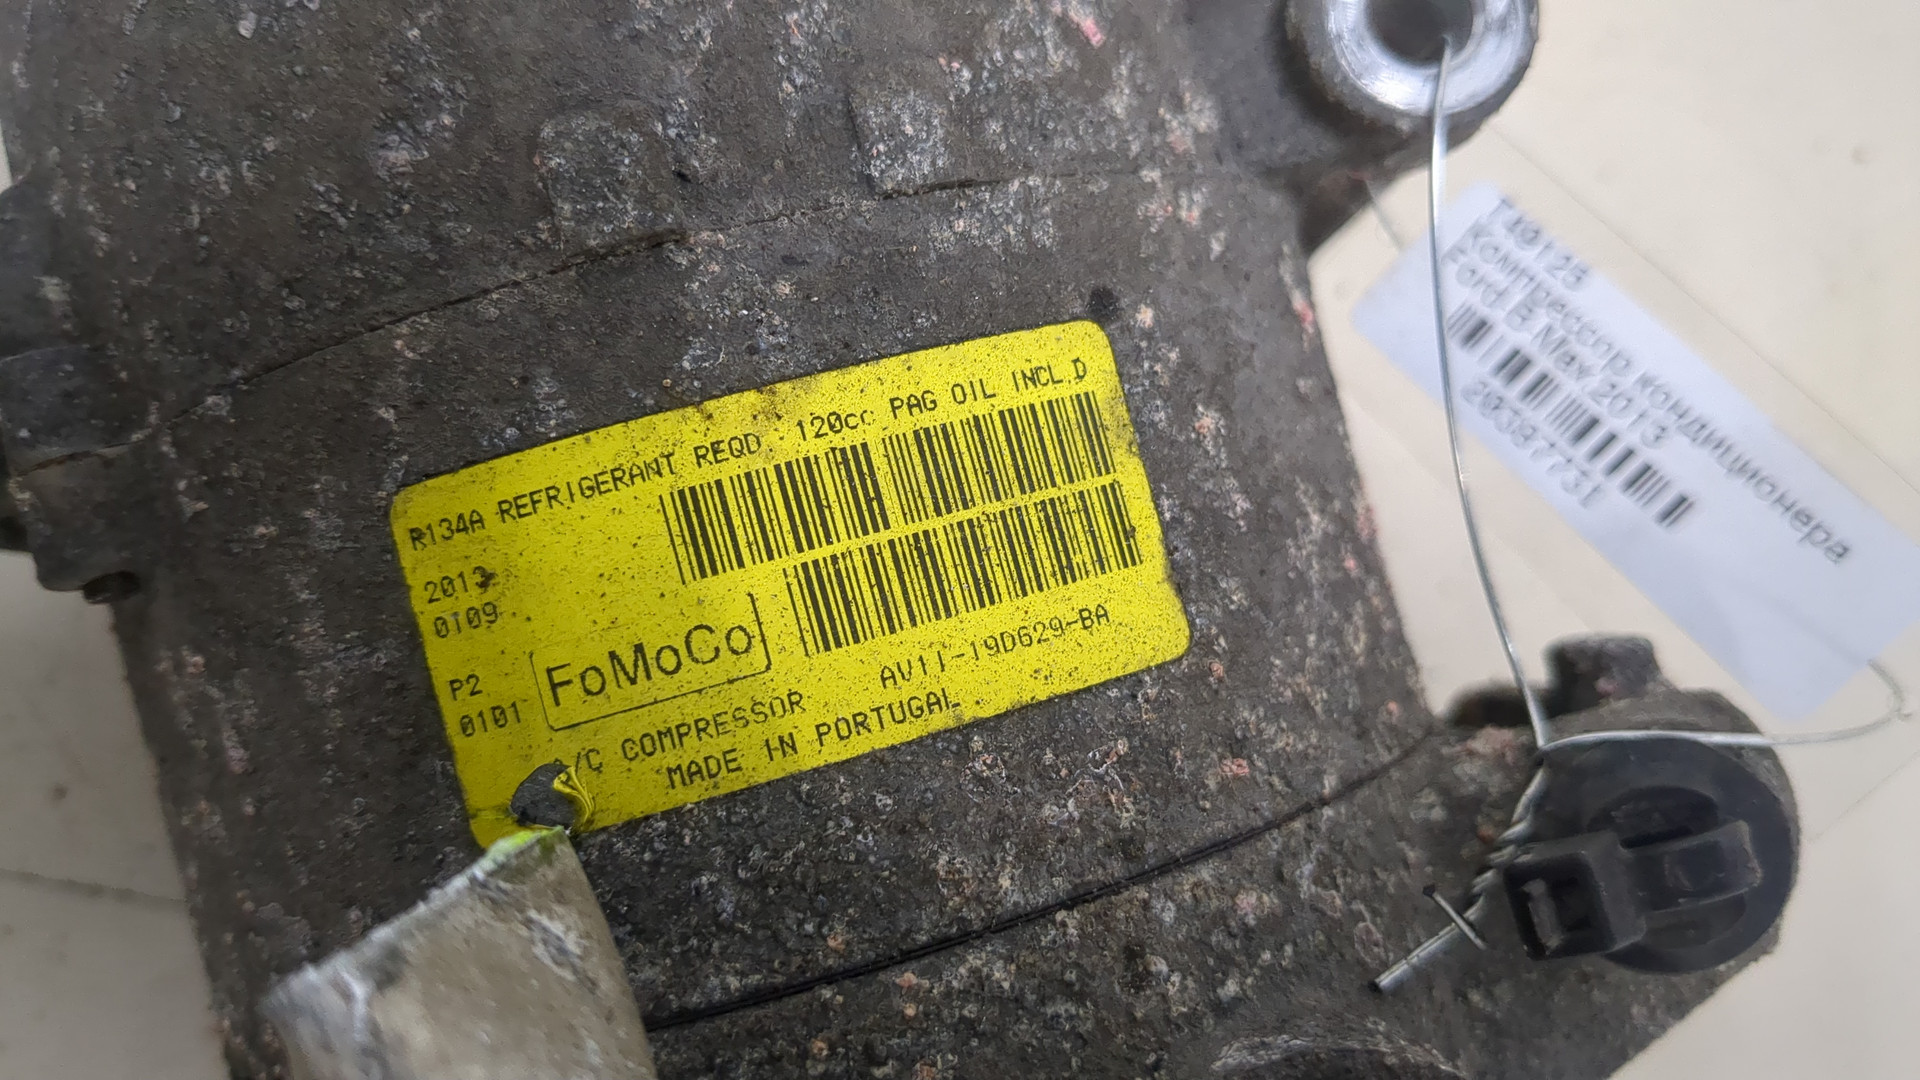 R134A REFRIGERANT REQD. 120cc PAG OIL INCL.D
2013
0109
P2
0101
FoMoCo
/C COMPRESSOR AV11-19D629-BA
MADE IN PORTUGAL
Компрессор кондиционера
Ford B Max 2013
203977731